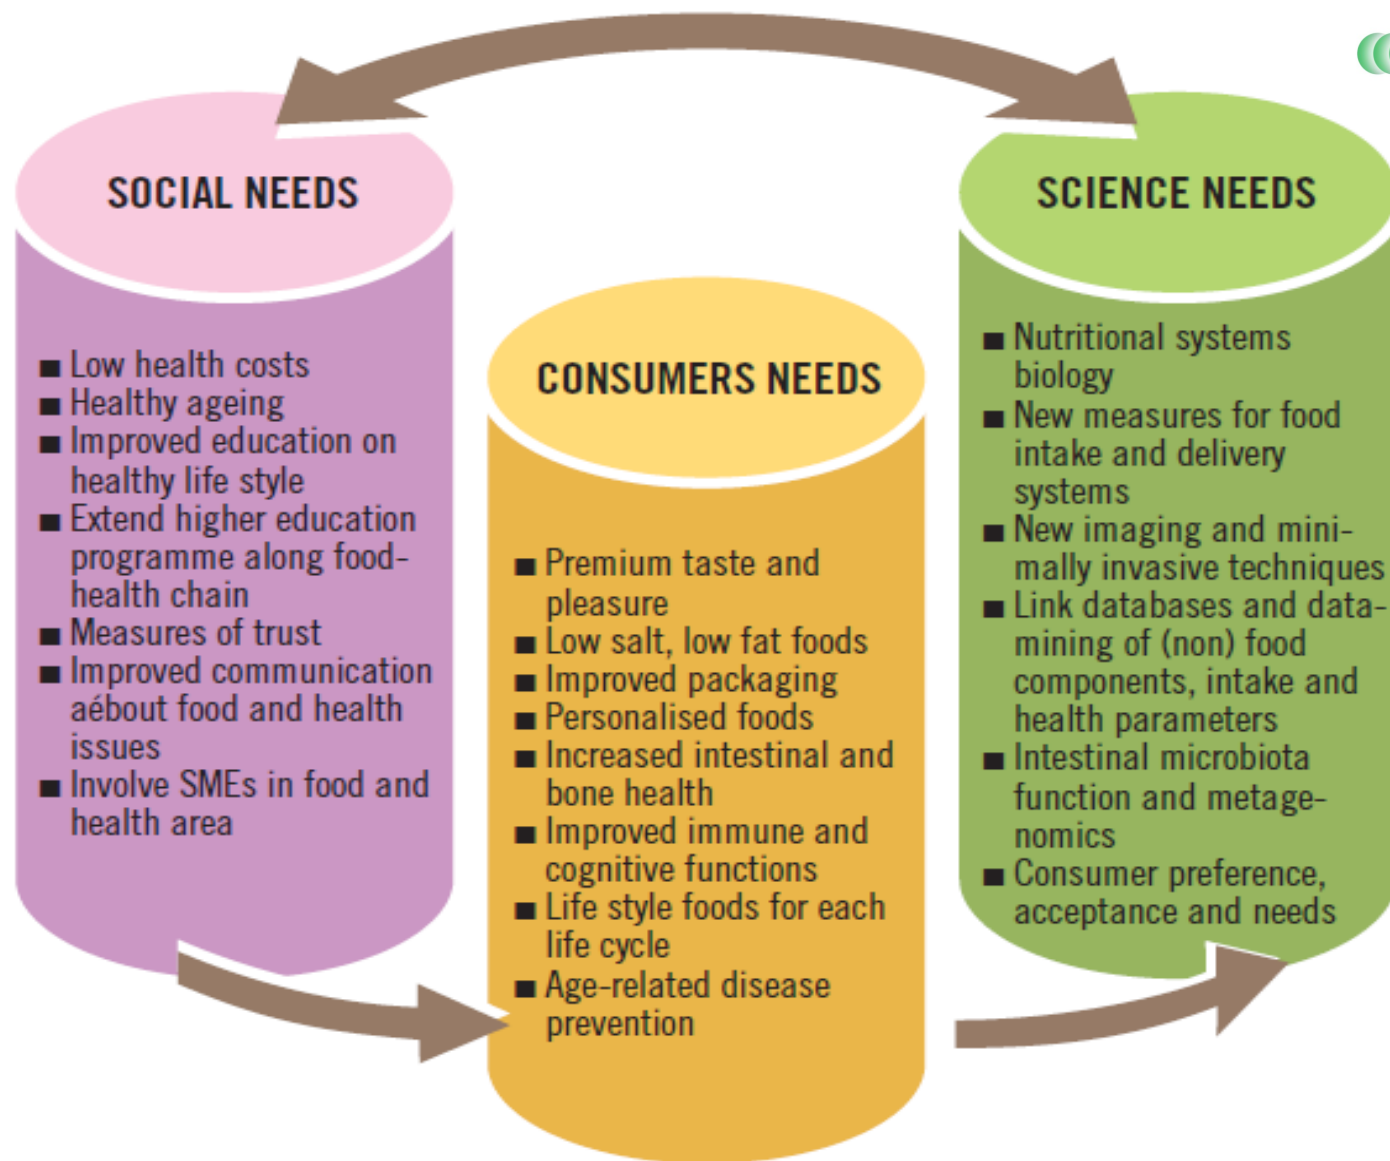 SOCIAL NEEDS
■ Low health costs
■ Healthy ageing
■ Improved education on
healthy life style
■ Extend higher education
programme along food-
health chain
■ Measures of trust
■ Improved communication
aébout food and health
issues
■ Involve SMEs in food and
health area
CONSUMERS NEEDS
■ Premium taste and
pleasure
■ Low salt, low fat foods
■ Improved packaging
■ Personalised foods
■ Increased intestinal and
bone health
■ Improved immune and
cognitive functions
■ Life style foods for each
life cycle
■ Age-related disease
prevention
SCIENCE NEEDS
■ Nutritional systems
biology
■ New measures for food
intake and delivery
systems
■ New imaging and mini-
mally invasive techniques
■ Link databases and data-
mining of (non) food
components, intake and
health parameters
■ Intestinal microbiota
function and metage-
nomics
■ Consumer preference,
acceptance and needs